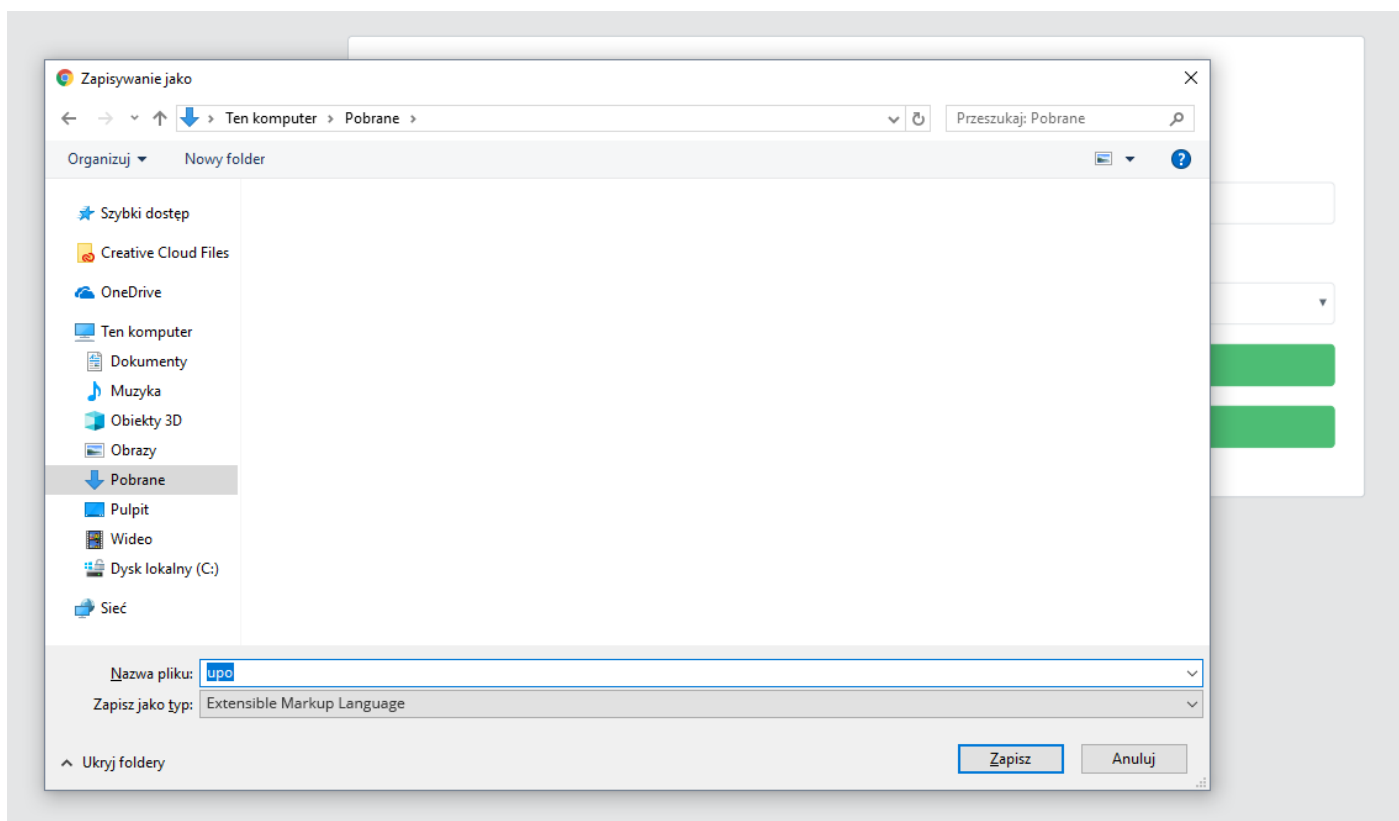 Zapisywanie jako
Ten komputer › Pobrane ›
Przeszukaj: Pobrane
Organizuj Nowy folder
Szybki dostęp
Creative Cloud Files
OneDrive
Ten komputer
Dokumenty
Muzyka
Obiekty 3D
Obrazy
Pobrane
Pulpit
Wideo
Dysk lokalny (C:)
Sieć
Nazwa pliku: upo
Zapisz jako typ: Extensible Markup Language
Ukryj foldery
Zapisz Anuluj